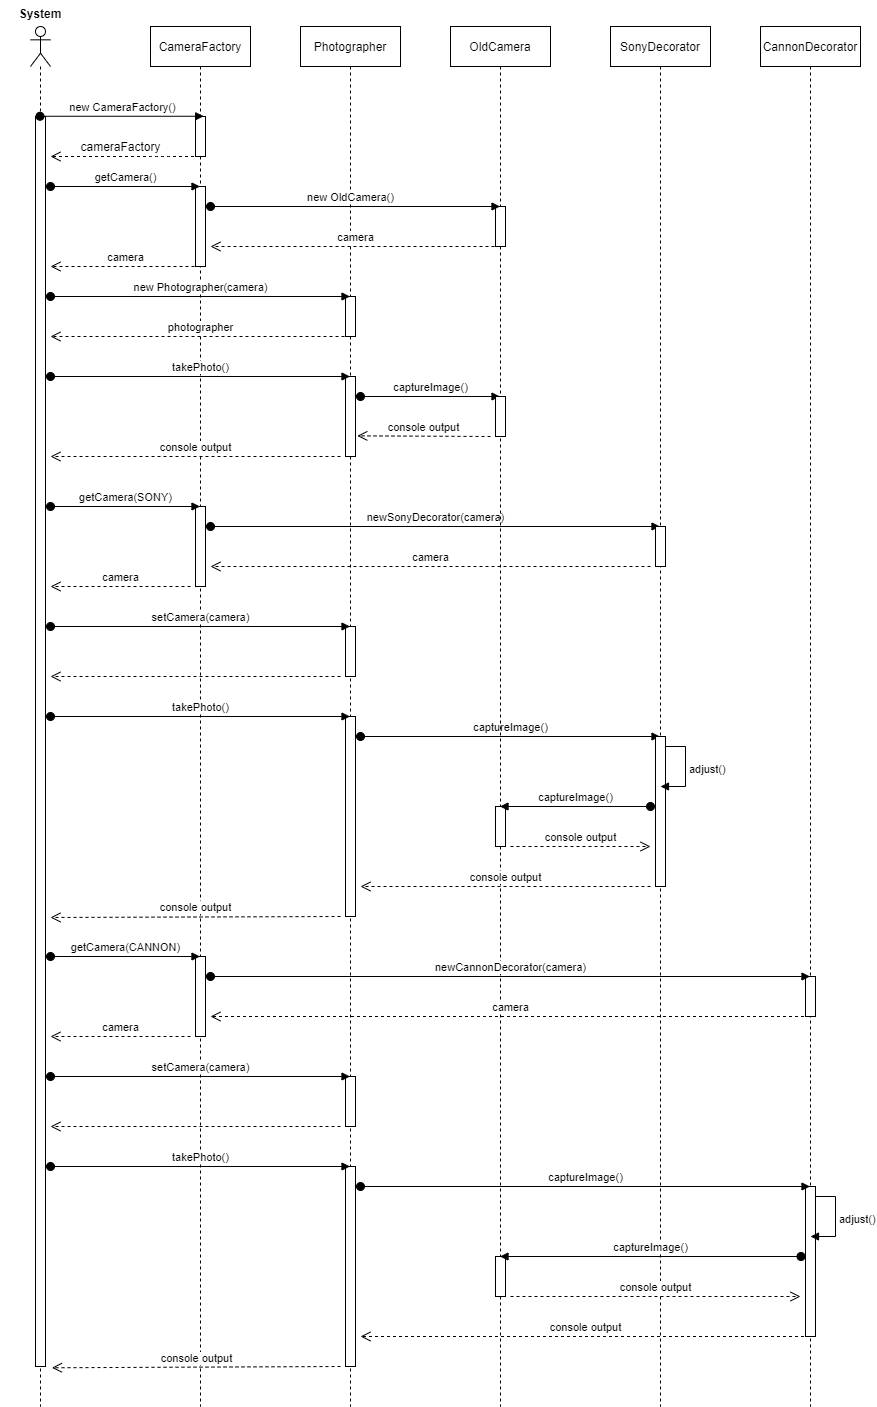 System
CameraFactory
Photographer
OldCamera
SonyDecorator
CannonDecorator
new CameraFactory()
cameraFactory
getCamera()
new OldCamera()
camera
camera
new Photographer(camera)
photographer
takePhoto()
captureImage()
console output
console output
getCamera(SONY)
newSonyDecorator(camera)
camera
camera
setCamera(camera)
takePhoto()
captureImage()
adjust()
captureImage()
console output
console output
console output
getCamera(CANNON)
newCannonDecorator(camera)
camera
camera
setCamera(camera)
takePhoto()
captureImage()
adjust()
captureImage()
console output
console output
console output